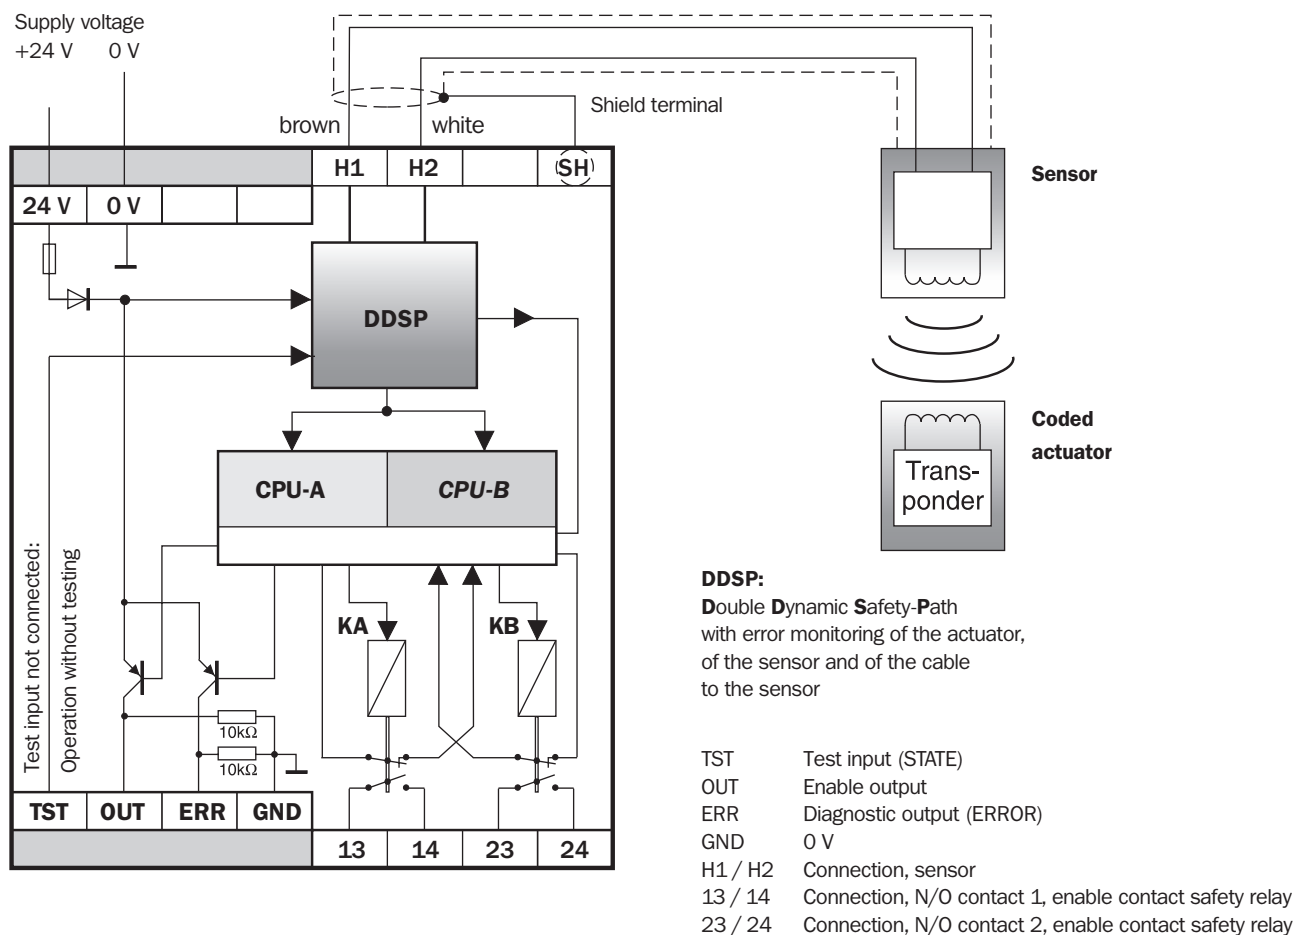 Supply voltage
+24 V 0 V
Shield terminal
brown white
H1 H2 SH
24 V 0 V
Sensor
DDSP
Coded
actuator
Trans-
ponder
CPU-A CPU-B
Test input not connected:
Operation without testing
KA KB
10kΩ
10kΩ
TST OUT ERR GND
13 14 23 24
DDSP:
Double Dynamic Safety-Path
with error monitoring of the actuator,
of the sensor and of the cable
to the sensor
TST Test input (STATE)
OUT Enable output
ERR Diagnostic output (ERROR)
GND 0 V
H1 / H2 Connection, sensor
13 / 14 Connection, N/O contact 1, enable contact safety relay
23 / 24 Connection, N/O contact 2, enable contact safety relay